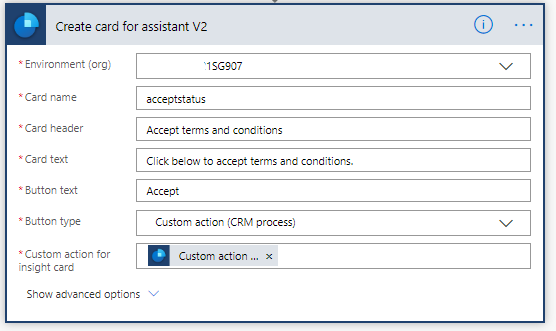 Create card for assistant V2
* Environment (org)
'1SG907
* Card name
acceptstatus
* Card header
Accept terms and conditions
* Card text
Click below to accept terms and conditions.
* Button text
Accept
* Button type
Custom action (CRM process)
* Custom action for
insight card
Custom action ... ×
Show advanced options